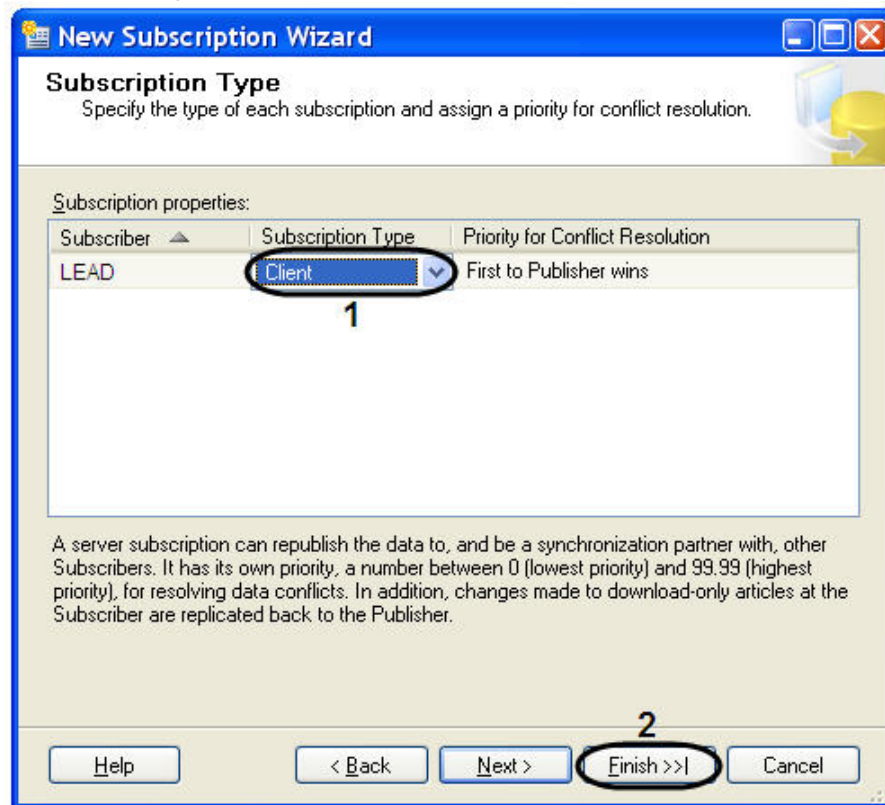 New Subscription Wizard
Subscription Type
Specify the type of each subscription and assign a priority for conflict resolution.
Subscription properties:
Subscriber Subscription Type Priority for Conflict Resolution
LEAD Client First to Publisher wins
1
A server subscription can republish the data to, and be a synchronization partner with, other
Subscribers. It has its own priority, a number between 0 (lowest priority) and 99.99 (highest
priority), for resolving data conflicts. In addition, changes made to download-only articles at the
Subscriber are replicated back to the Publisher.
2
Help < Back Next > Finish >>| Cancel